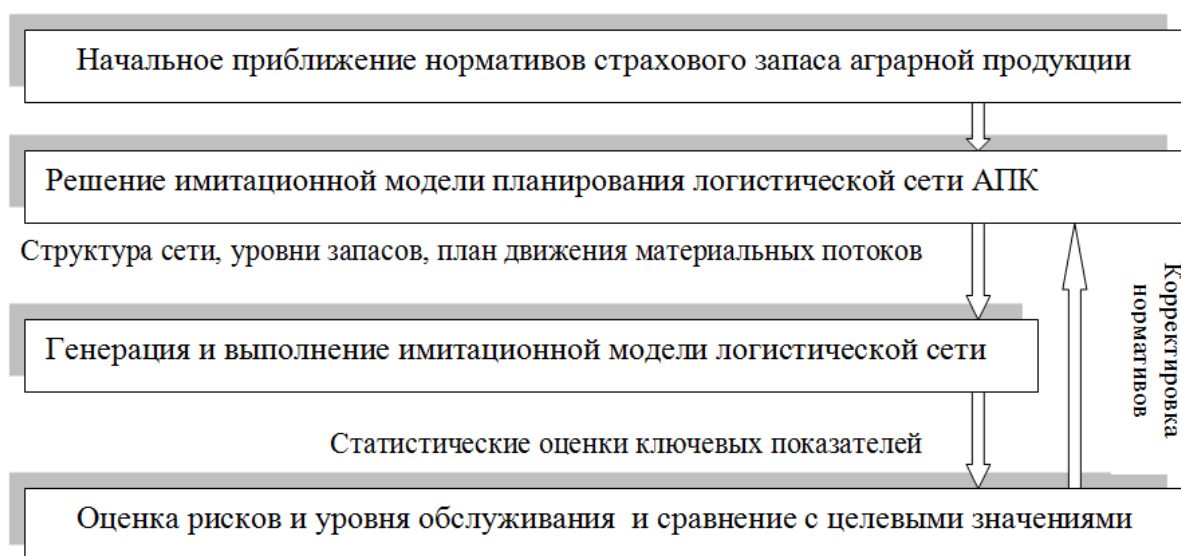 Начальное приближение нормативов страхового запаса аграрной продукции
Решение имитационной модели планирования логистической сети АПК
Структура сети, уровни запасов, план движения материальных потоков
Генерация и выполнение имитационной модели логистической сети
Корректировка
нормативов
Статистические оценки ключевых показателей
Оценка рисков и уровня обслуживания и сравнение с целевыми значениями